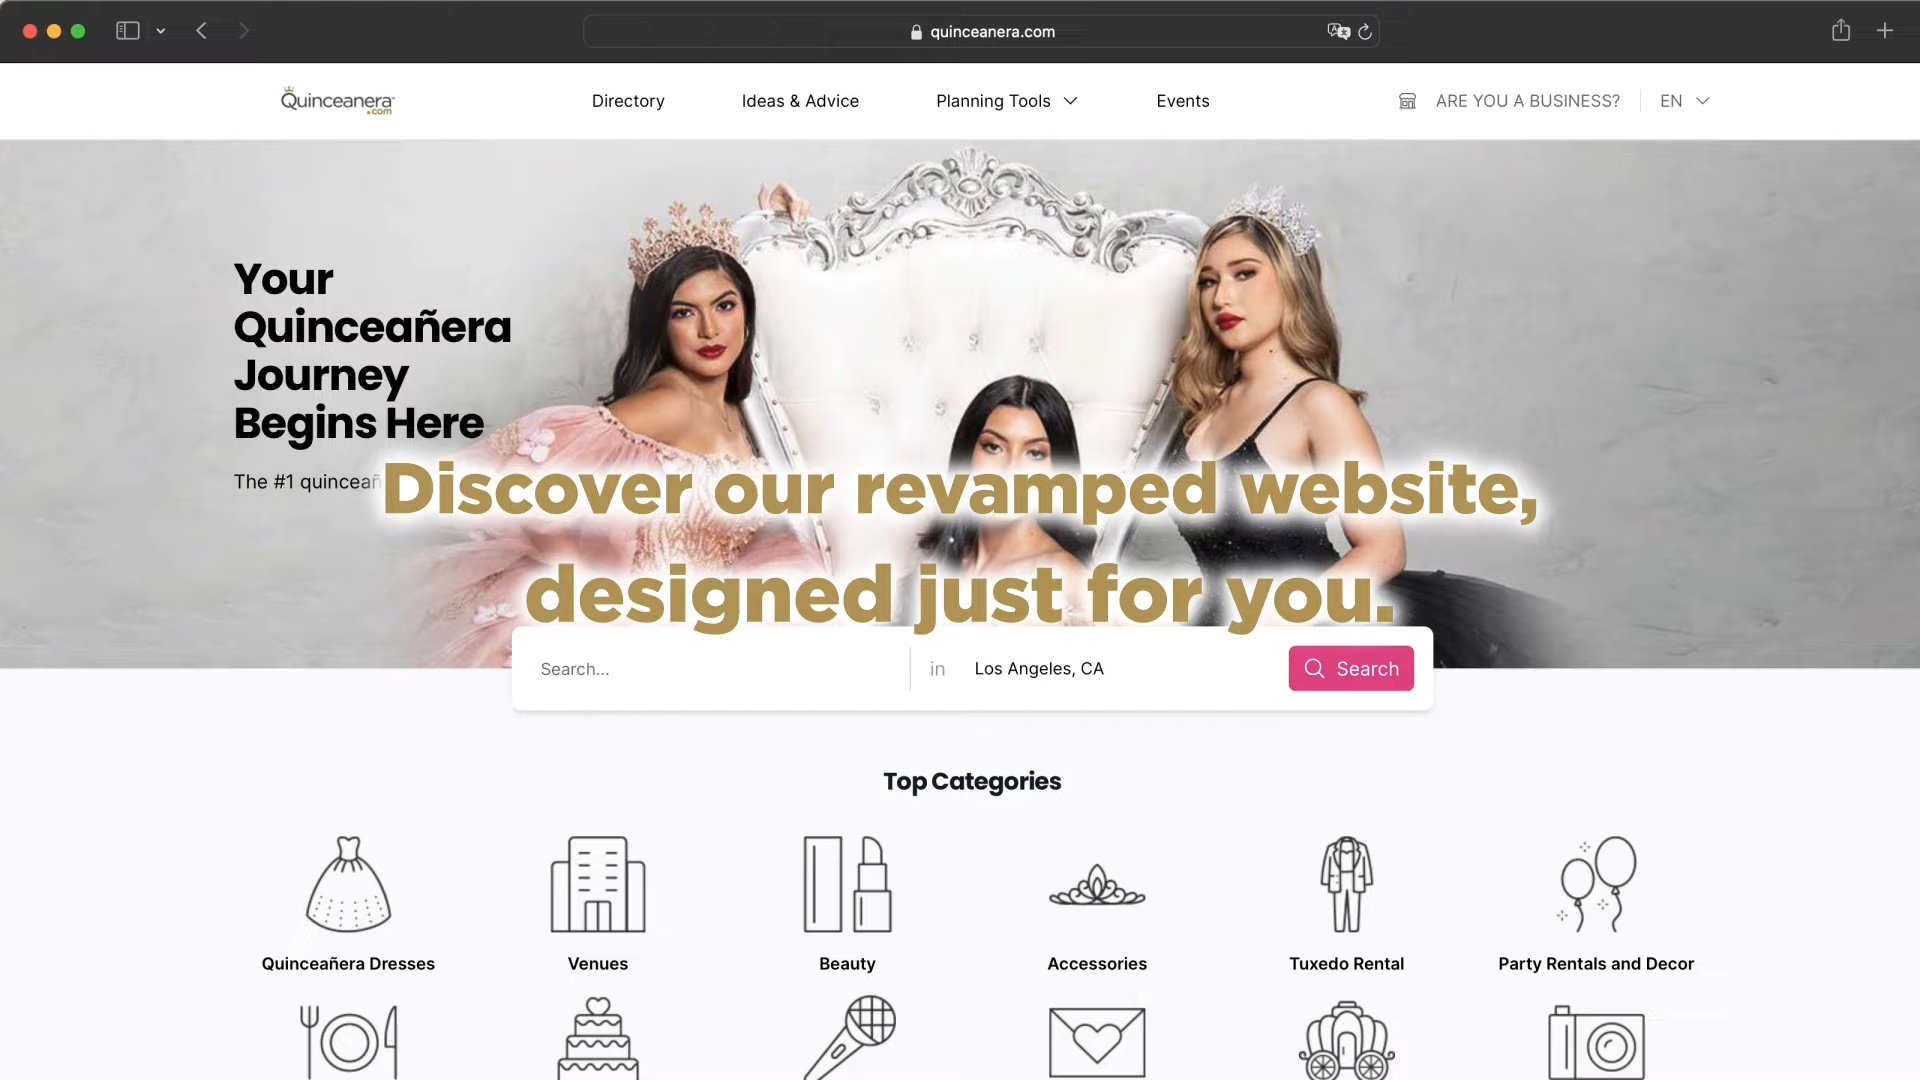 quinceanera.com
Quinceanera
.com
Directory
Ideas & Advice
Planning Tools
Events
ARE YOU A BUSINESS?
EN
Your
Quinceañera
Journey
Begins Here
The #1 quinceañ
Discover our revamped website,
designed just for you.
Search...
in
Los Angeles, CA
Search
Top Categories
Quinceañera Dresses
Venues
Beauty
Accessories
Tuxedo Rental
Party Rentals and Decor